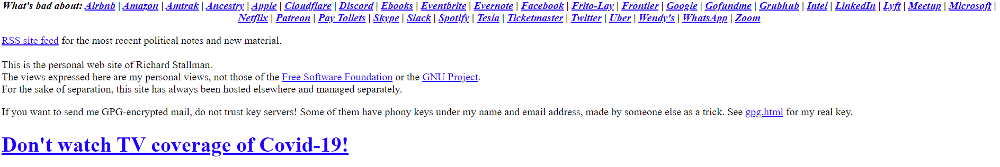 What's bad about: Airbnb | Amazon | Amtrak | Ancestry | Apple | Cloudflare | Discord | Ebooks | Eventbrite | Evernote | Facebook | Frito-Lay | Frontier | Google | Gofundme | Grubhub | Intel | LinkedIn | Lyft | Meetup | Microsoft |
Netflix | Patreon | Pay Toilets | Skype | Slack | Spotify | Tesla | Ticketmaster | Twitter | Uber | Wendy's | WhatsApp | Zoom
RSS site feed for the most recent political notes and new material.
This is the personal web site of Richard Stallman.
The views expressed here are my personal views, not those of the Free Software Foundation or the GNU Project.
For the sake of separation, this site has always been hosted elsewhere and managed separately.
If you want to send me GPG-encrypted mail, do not trust key servers! Some of them have phony keys under my name and email address, made by someone else as a trick. See gpg.html for my real key.
Don't watch TV coverage of Covid-19!